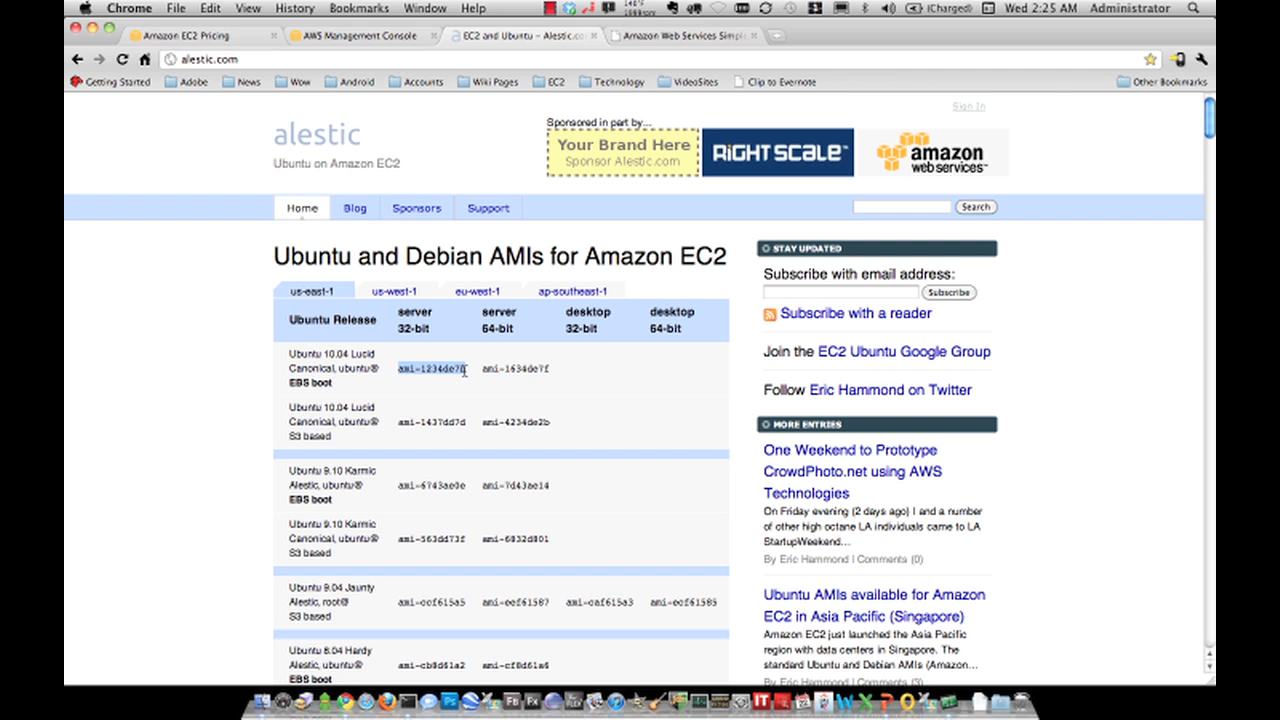 Chrome File Edit View History Bookmarks Window Help (Charged) Wed 2:25 AM Administrator
Amazon EC2 Pricing
AWS Management Console
EC2 and Ubuntu – Alestic.co
Amazon Web Services Simpl
alestic.com
Getting Started Adobe News Wow Android Accounts Wiki Pages EC2 Technology VideoSites Clip to Evernote Other Bookmarks
Sign In
alestic
Ubuntu on Amazon EC2
Sponsored in part by...
Your Brand Here
Sponsor Alestic.com
RIGHTSCALE™
amazon
web services™
Home Blog Sponsors Support
Search
Ubuntu and Debian AMIs for Amazon EC2
us-east-1 us-west-1 eu-west-1 ap-southeast-1
Ubuntu Release
server
32-bit
server
64-bit
desktop
32-bit
desktop
64-bit
Ubuntu 10.04 Lucid
Canonical, ubuntu@
EBS boot
ami-1634de7f
Ubuntu 10.04 Lucid
Canonical, ubuntu@
S3 based
ami-1437dd7d ami-4234de2b
Ubuntu 9.10 Karmic
Alestic, ubuntu@
EBS boot
ami-6743ae0e ami-7d43ae14
Ubuntu 9.10 Karmic
Canonical, ubuntu@
S3 based
ami-563dd73f ami-6832d801
Ubuntu 9.04 Jaunty
Alestic, root@
S3 based
ami-ccf615a5 ami-eef61587 ami-caf615a3 ami-ecf61585
Ubuntu 8.04 Hardy
Alestic, ubuntu@
EBS boot
ami-cb8d61a2 ami-cf8d61a6
STAY UPDATED
Subscribe with email address:
Subscribe
Subscribe with a reader
Join the EC2 Ubuntu Google Group
Follow Eric Hammond on Twitter
MORE ENTRIES
One Weekend to Prototype
CrowdPhoto.net using AWS
Technologies
On Friday evening (2 days ago) I and a number
of other high octane LA individuals came to LA
StartupWeekend...
By Eric Hammond | Comments (0)
Ubuntu AMIs available for Amazon
EC2 in Asia Pacific (Singapore)
Amazon EC2 just launched the Asia Pacific
region with data centers in Singapore. The
standard Ubuntu and Debian AMIs (Amazon...
By Eric Hammond | Comments (3)